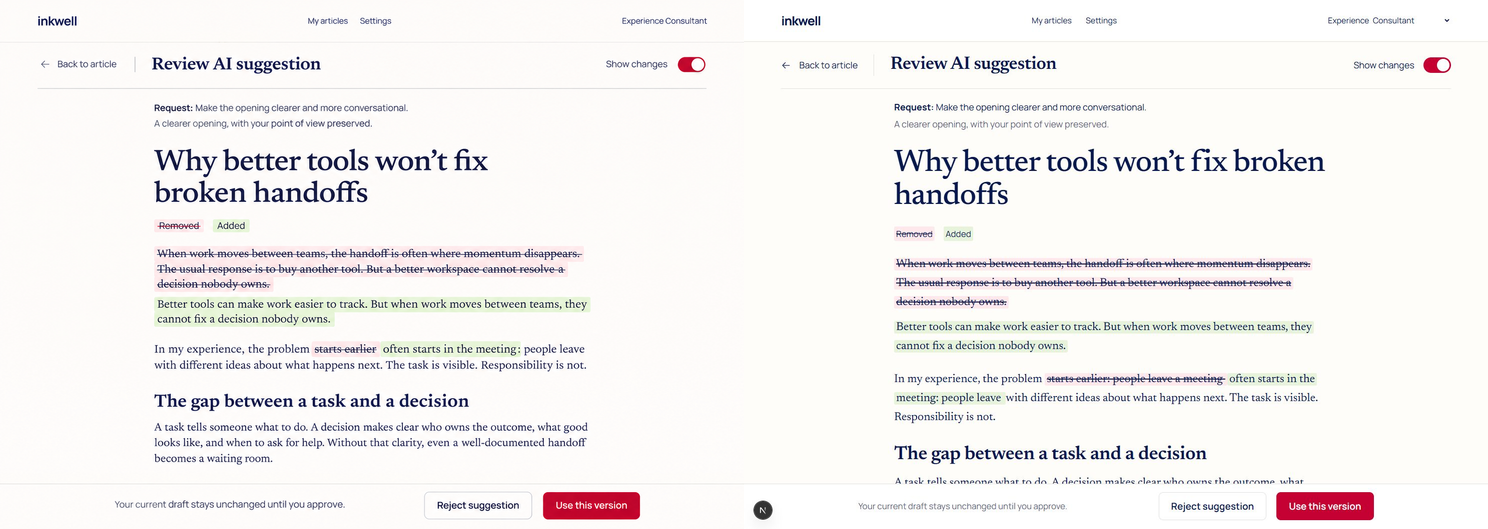 inkwell
My articles
Settings
Experience Consultant
← Back to article
Review AI suggestion
Show changes
Request: Make the opening clearer and more conversational.
A clearer opening, with your point of view preserved.
Why better tools won’t fix
broken handoffs
Removed
Added
When work moves between teams, the handoff is often where momentum disappears.
The usual response is to buy another tool. But a better workspace cannot resolve a
decision nobody owns.
Better tools can make work easier to track. But when work moves between teams, they
cannot fix a decision nobody owns.
In my experience, the problem starts earlier often starts in the meeting: people leave
with different ideas about what happens next. The task is visible. Responsibility is not.
The gap between a task and a decision
A task tells someone what to do. A decision makes clear who owns the outcome, what good
looks like, and when to ask for help. Without that clarity, even a well-documented handoff
becomes a waiting room.
Your current draft stays unchanged until you approve.
Reject suggestion
Use this version
inkwell
My articles
Settings
Experience Consultant
← Back to article
Review AI suggestion
Show changes
Request: Make the opening clearer and more conversational.
A clearer opening, with your point of view preserved.
Why better tools won’t fix broken
handoffs
Removed
Added
When work moves between teams, the handoff is often where momentum disappears.
The usual response is to buy another tool. But a better workspace cannot resolve a
decision nobody owns.
Better tools can make work easier to track. But when work moves between teams, they
cannot fix a decision nobody owns.
In my experience, the problem starts earlier: people leave a meeting often starts in the
meeting: people leave with different ideas about what happens next. The task is visible.
Responsibility is not.
The gap between a task and a decision
A task tells someone what to do. A decision makes clear who owns the outcome, what
N
Your current draft stays unchanged until you approve.
Reject suggestion
Use this version